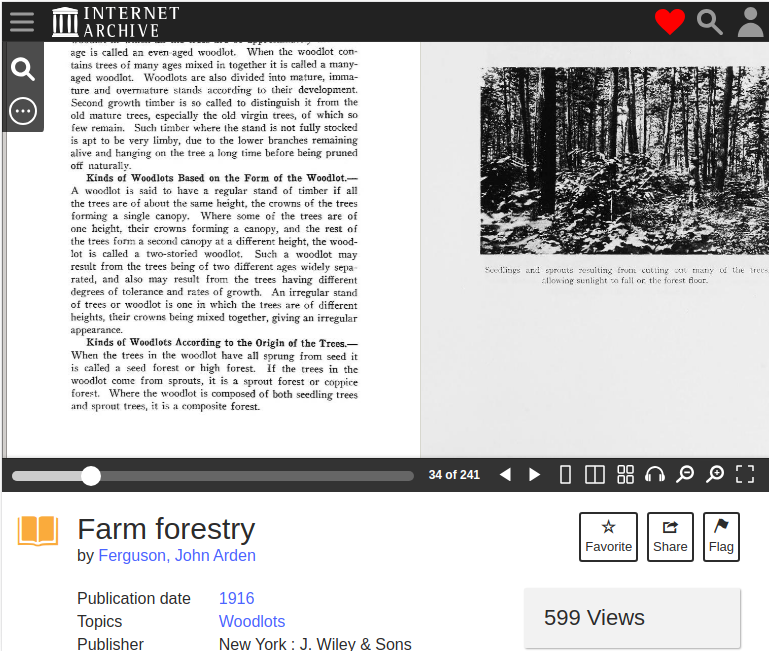 INTERNET
ARCHIVE
age is called an even-aged woodlot. When the woodlot con-
tains trees of many ages mixed in together it is called a many-
aged woodlot. Woodlots are also divided into mature, imma-
ture and overmature stands according to their development.
Second growth timber is so called to distinguish it from the
old mature trees, especially the old virgin trees, of which so
few remain. Such timber where the stand is not fully stocked
is apt to be very limby, due to the lower branches remaining
alive and hanging on the tree a long time before being pruned
off naturally.
Kinds of Woodlots Based on the Form of the Woodlot.—
A woodlot is said to have a regular stand of timber if all
the trees are of about the same height, the crowns of the trees
forming a single canopy. Where some of the trees are of
one height, their crowns forming a canopy, and the rest of
the trees form a second canopy at a different height, the wood-
lot is called a two-storied woodlot. Such a woodlot may
result from the trees being of two different ages widely sepa-
rated, and also may result from the trees having different
degrees of tolerance and rates of growth. An irregular stand
of trees or woodlot is one in which the trees are of different
heights, their crowns being mixed together, giving an irregular
appearance.
Kinds of Woodlots According to the Origin of the Trees.—
When the trees in the woodlot have all sprung from seed it
is called a seed forest or high forest. If the trees in the
woodlot come from sprouts, it is a sprout forest or coppice
forest. Where the woodlot is composed of both seedling trees
and sprout trees, it is a composite forest.
Seedlings and sprouts resulting from cutting out many of the trees,
allowing sunlight to fall on the forest floor.
34 of 241
Farm forestry
by Ferguson, John Arden
Favorite
Share
Flag
Publication date 1916
Topics Woodlots
Publisher New York : J. Wiley & Sons
599 Views